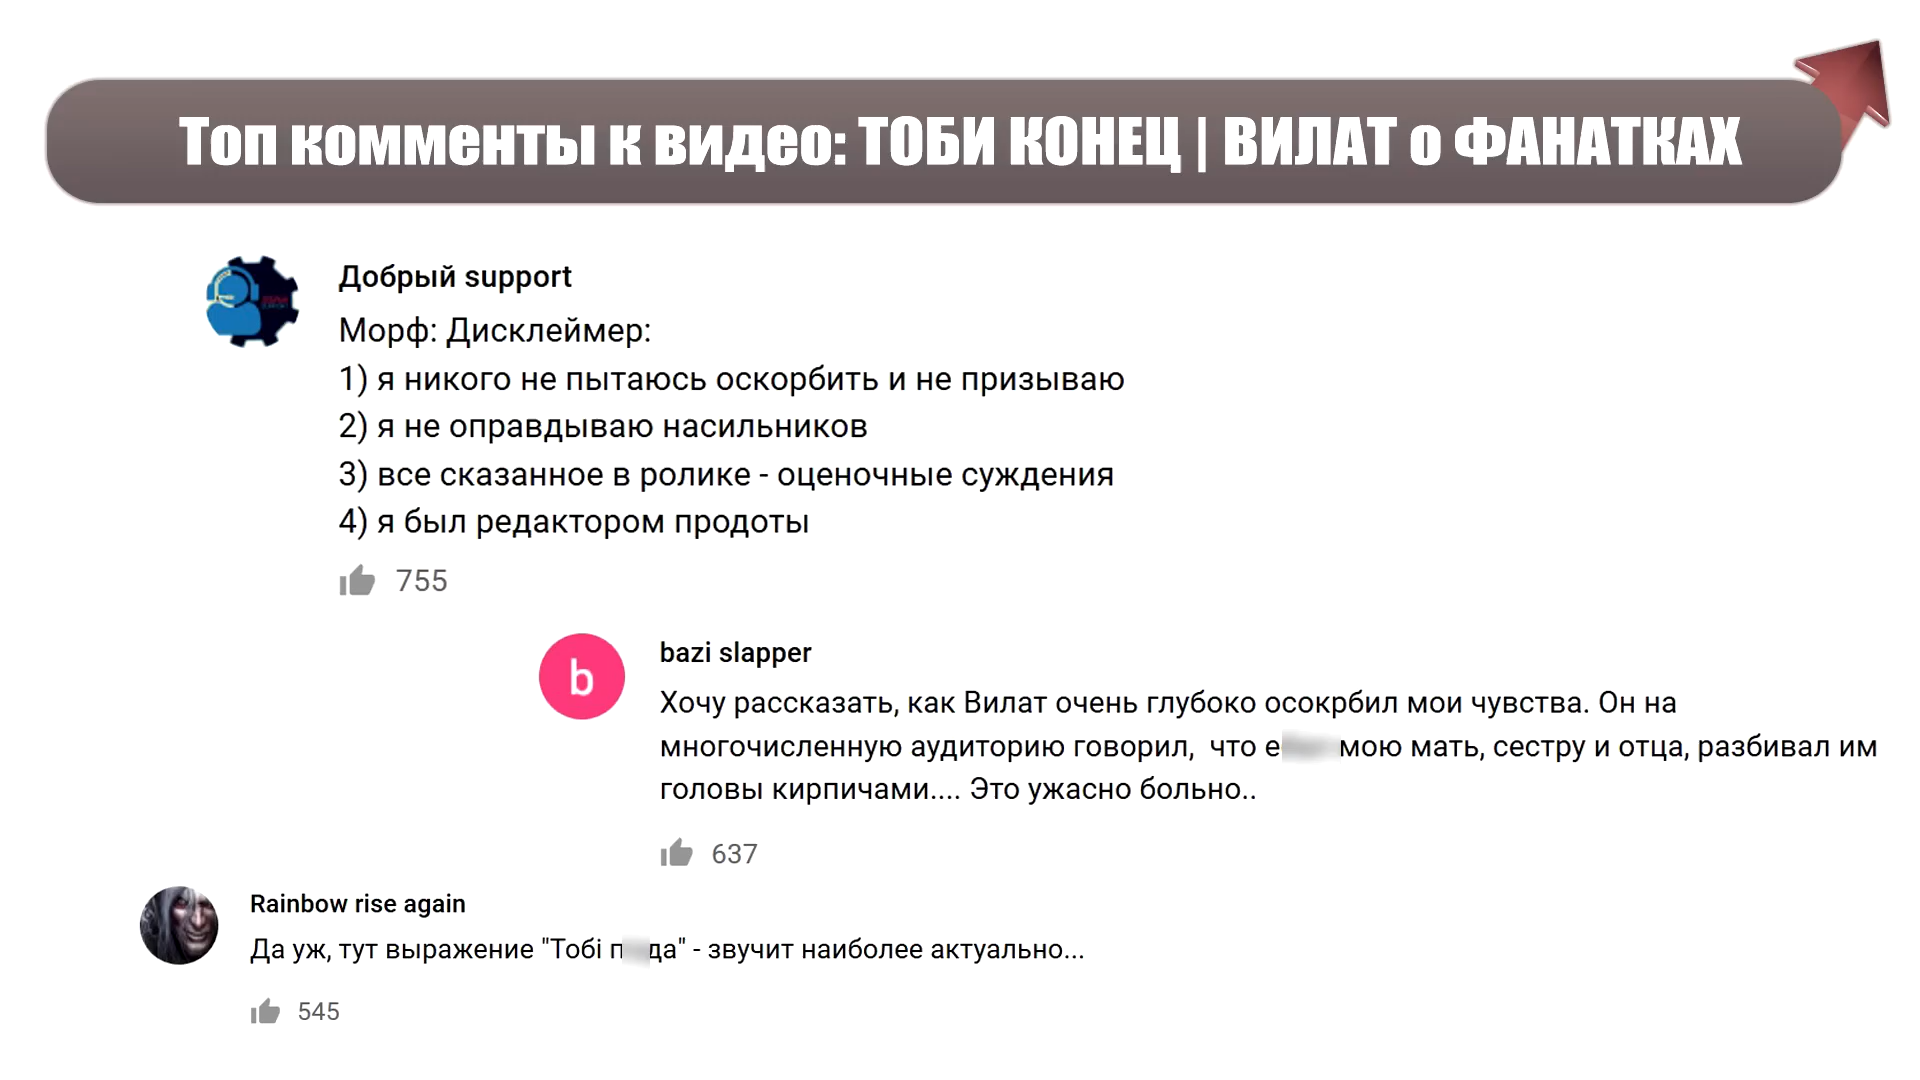 Топ комменты к видео: ТОБИ КОНЕЦ | ВИЛАТ о ФАНАТКАХ
Добрый support
Морф: Дисклеймер:
1) я никого не пытаюсь оскорбить и не призываю
2) я не оправдываю насильников
3) все сказанное в ролике - оценочные суждения
4) я был редактором продоты
755
b
bazi slapper
Хочу рассказать, как Вилат очень глубоко осокрбил мои чувства. Он на
многочисленную аудиторию говорил, что мою мать, сестру и отца, разбивал им
головы кирпичами.... Это ужасно больно..
637
Rainbow rise again
Да уж, тут выражение "Тобі - звучит наиболее актуально...
545